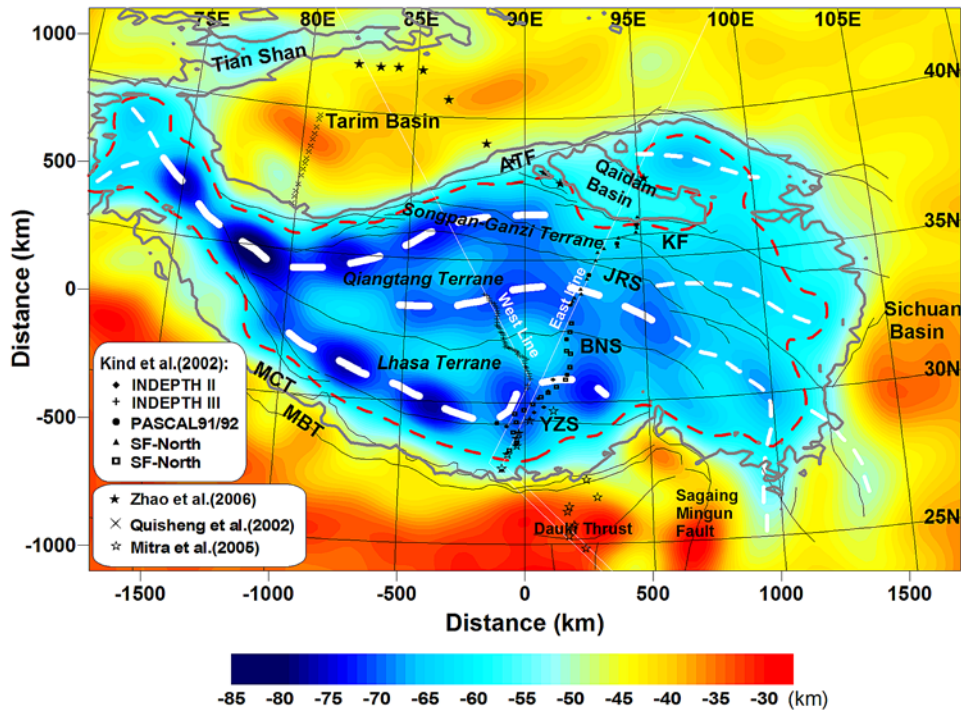 75E 80E 85E 90E 95E 100E 105E
1000
500
0
-500
-1000
Distance (km)
40N
35N
30N
25N
Tian Shan
Tarim Basin
ATF
Qaidam
Basin
Songpan-Ganzi Terrane
KF
Qiangtang Terrane
JRS
West Line
East Line
Sichuan
Basin
BNS
Lhasa Terrane
MCT
MBT
YZS
Kind et al.(2002):
INDEPTH II
INDEPTH III
PASCAL91/92
SF-North
SF-North
Zhao et al.(2006)
Quisheng et al.(2002)
Mitra et al.(2005)
Sagaing
Mingun
Fault
Dauki Thrust
-1500 -1000 -500 0 500 1000 1500
Distance (km)
-85 -80 -75 -70 -65 -60 -55 -50 -45 -40 -35 -30 (km)